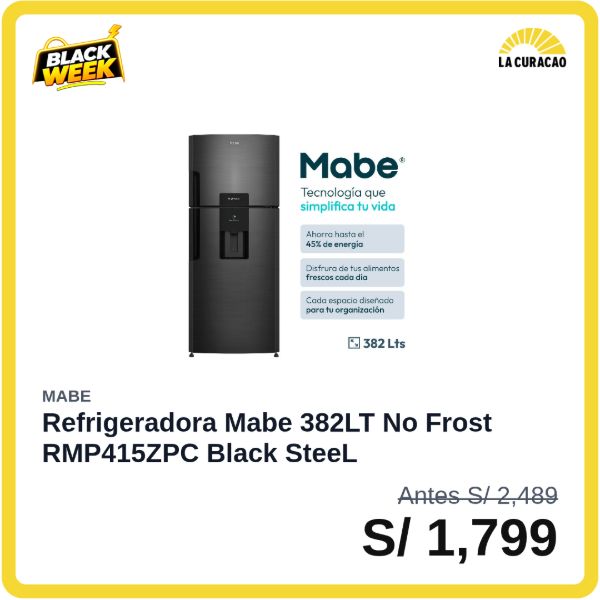 BLACK
WEEK
LA CURACAO
Mabe®
Tecnología que
simplifica tu vida
Ahorra hasta el
45% de energía
Disfruta de tus alimentos
frescos cada día
Cada espacio diseñado
para tu organización
382 Lts
MABE
Refrigeradora Mabe 382LT No Frost
RMP415ZPC Black SteeL
Antes S/ 2,489
S/ 1,799